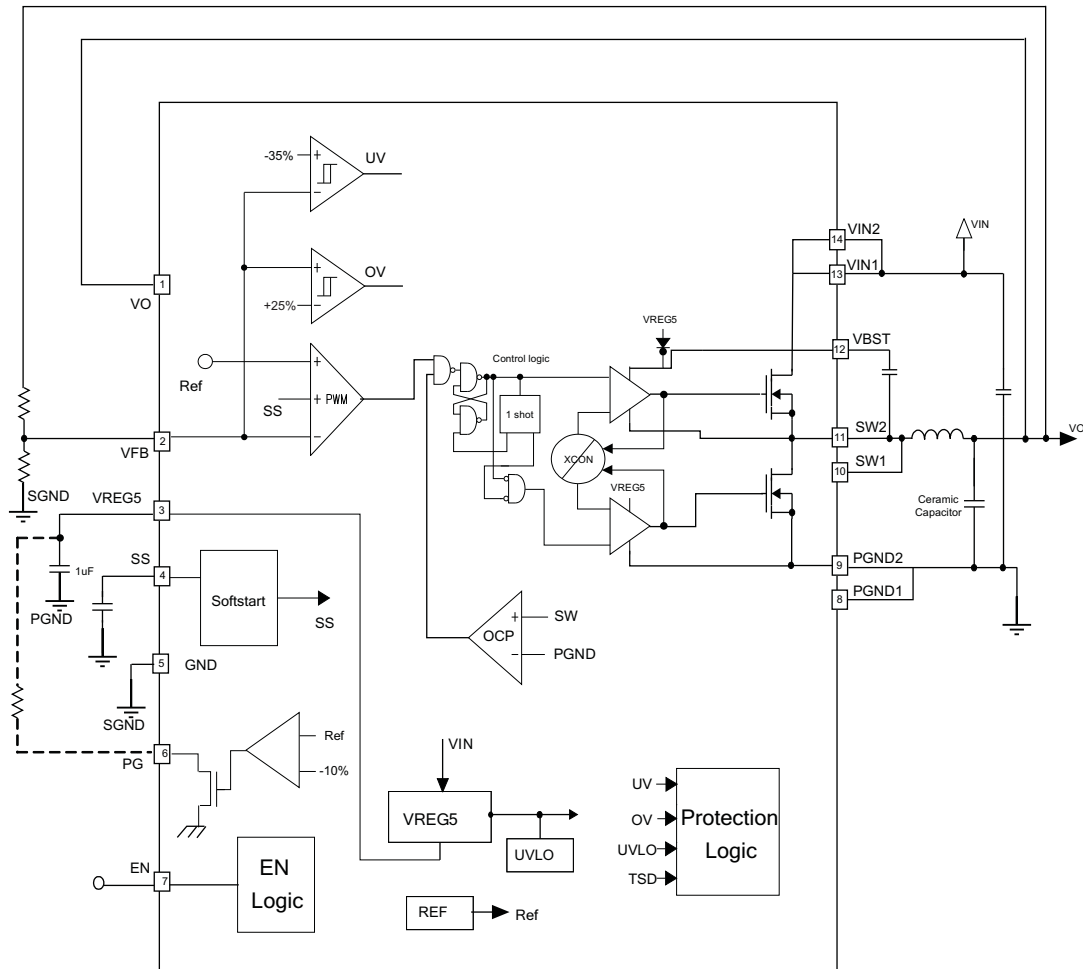 -35%
+
-
UV
VIN2
14
VIN
VIN1
13
1
VO
+
-
OV
+25%
VREG5
VBST
12
Ref
+
SS
+
PWM
-
Control logic
1 shot
XCON
2
VFB
SW2
11
SW1
10
VO
SGND
VREG5
3
VREG5
Ceramic
Capacitor
SS
1uF
4
PGND
Softstart
SS
PGND2
9
PGND1
8
+
SW
OCP
-
PGND
5
GND
SGND
6
PG
Ref
-10%
VIN
VREG5
UVLO
UV
OV
UVLO
TSD
Protection
Logic
EN
7
EN
Logic
REF
Ref